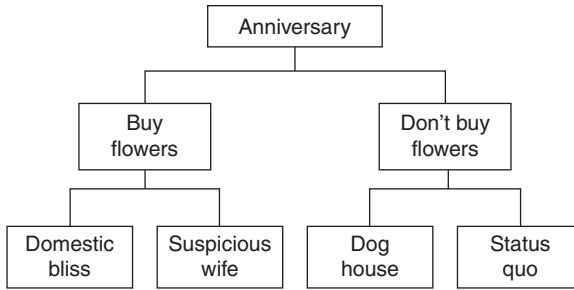 Anniversary
Buy
flowers
Don't buy
flowers
Domestic
bliss
Suspicious
wife
Dog
house
Status
quo